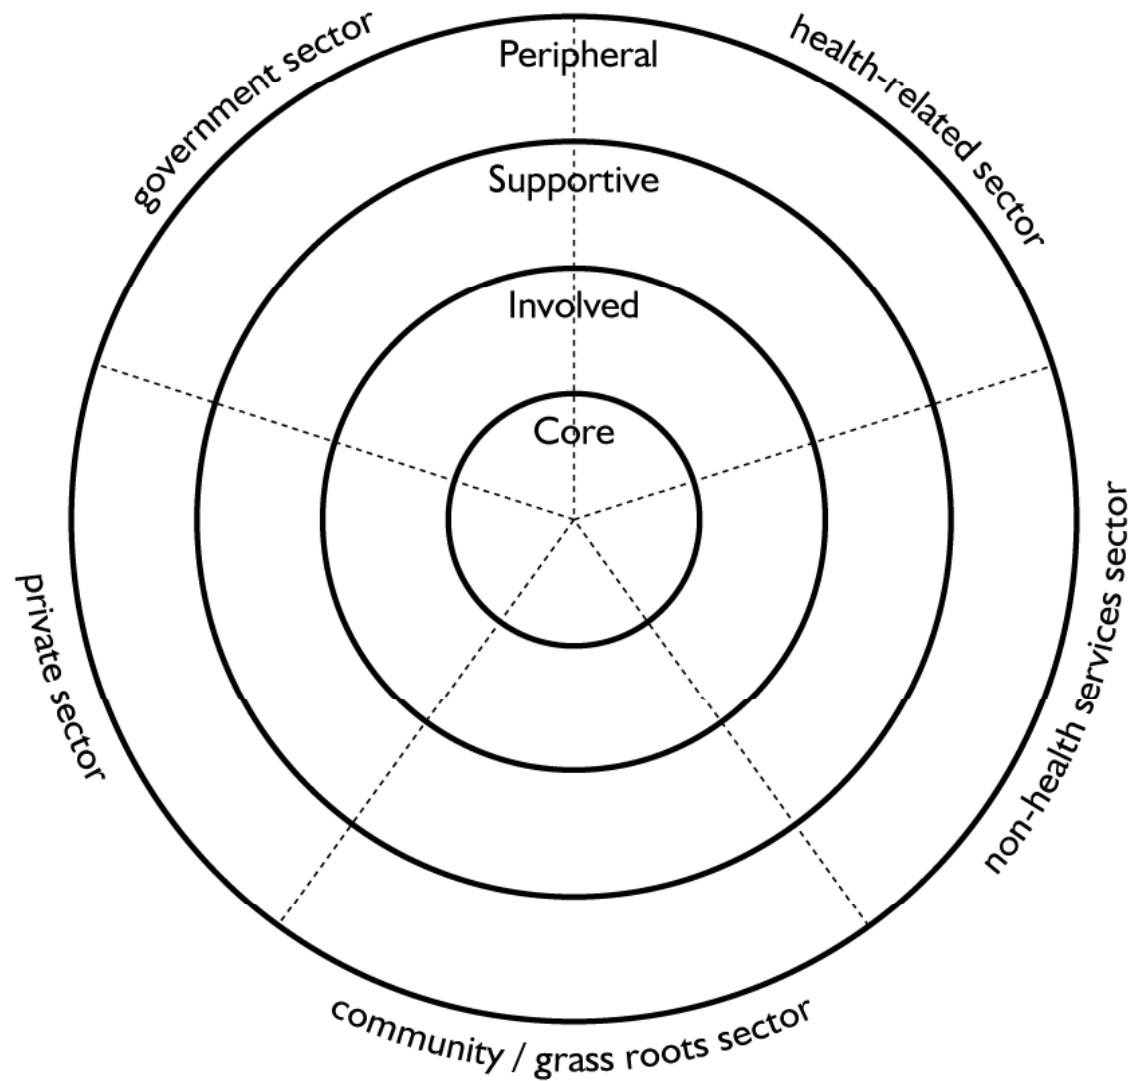 government sector
health-related sector
Peripheral
Supportive
Involved
Core
private sector
non-health services sector
community / grass roots sector